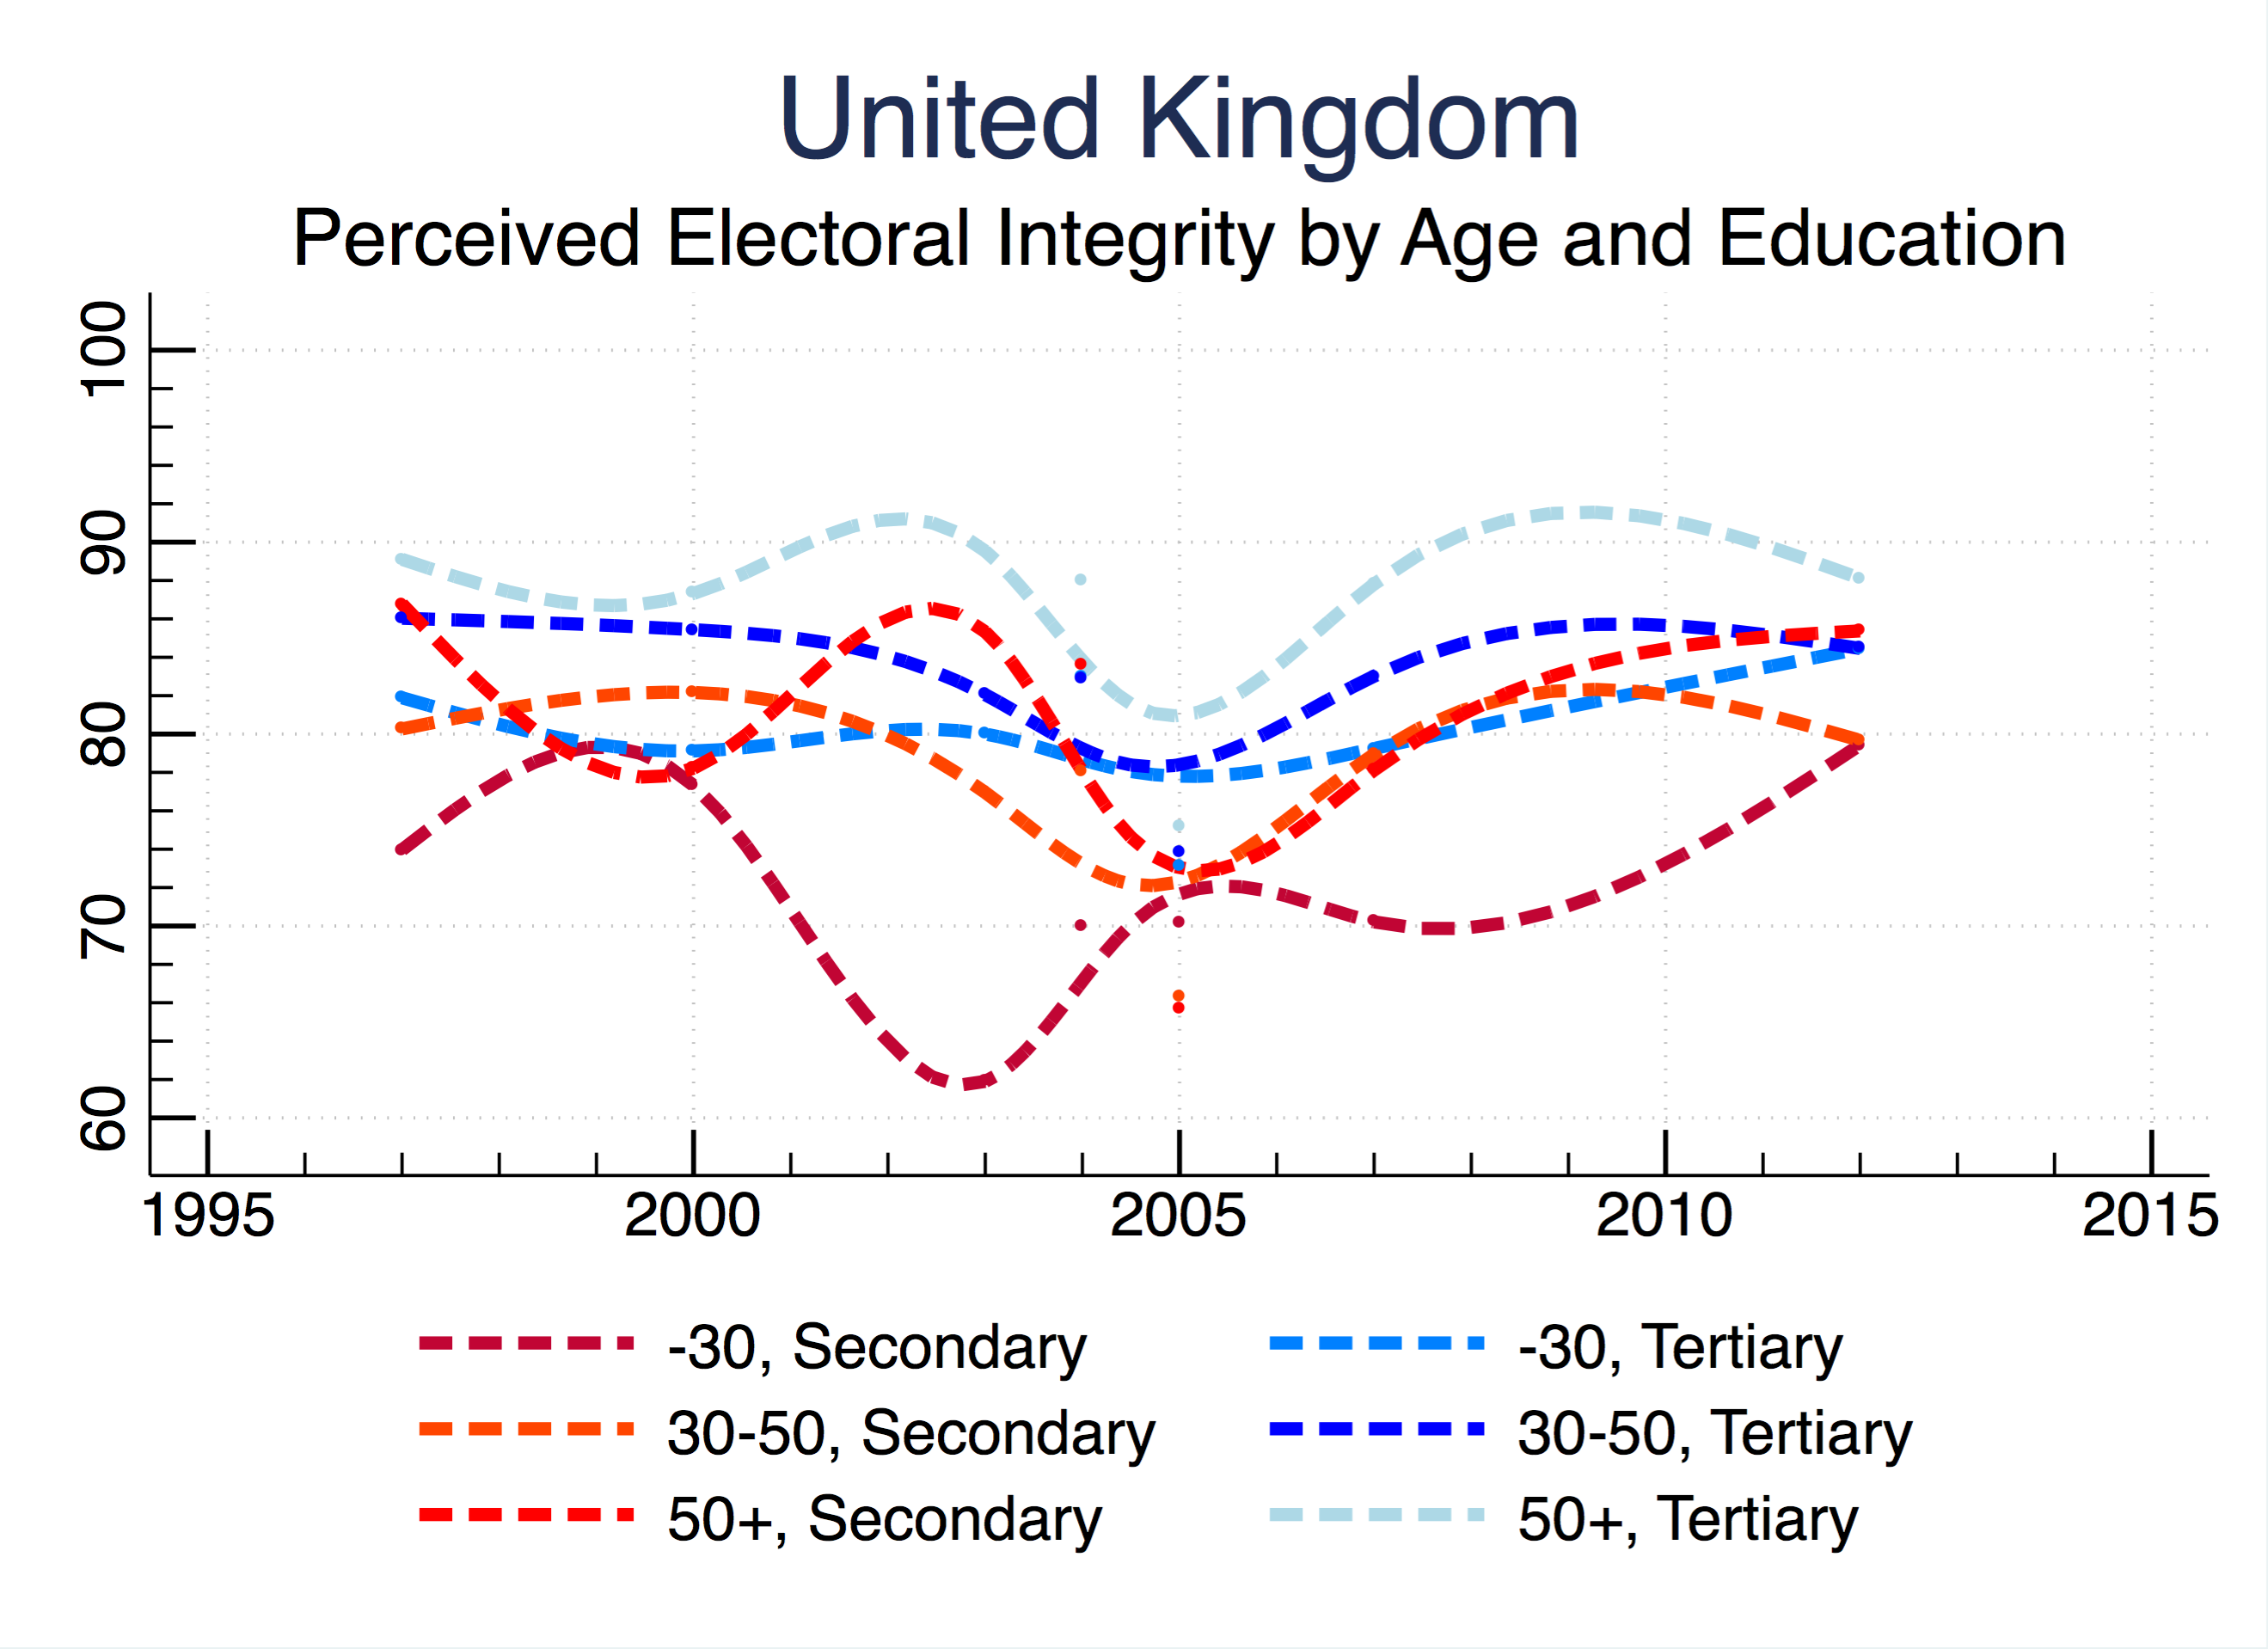 United Kingdom
Perceived Electoral Integrity by Age and Education
100
90
80
70
60
1995 2000 2005 2010 2015
-30, Secondary -30, Tertiary
30-50, Secondary 30-50, Tertiary
50+, Secondary 50+, Tertiary